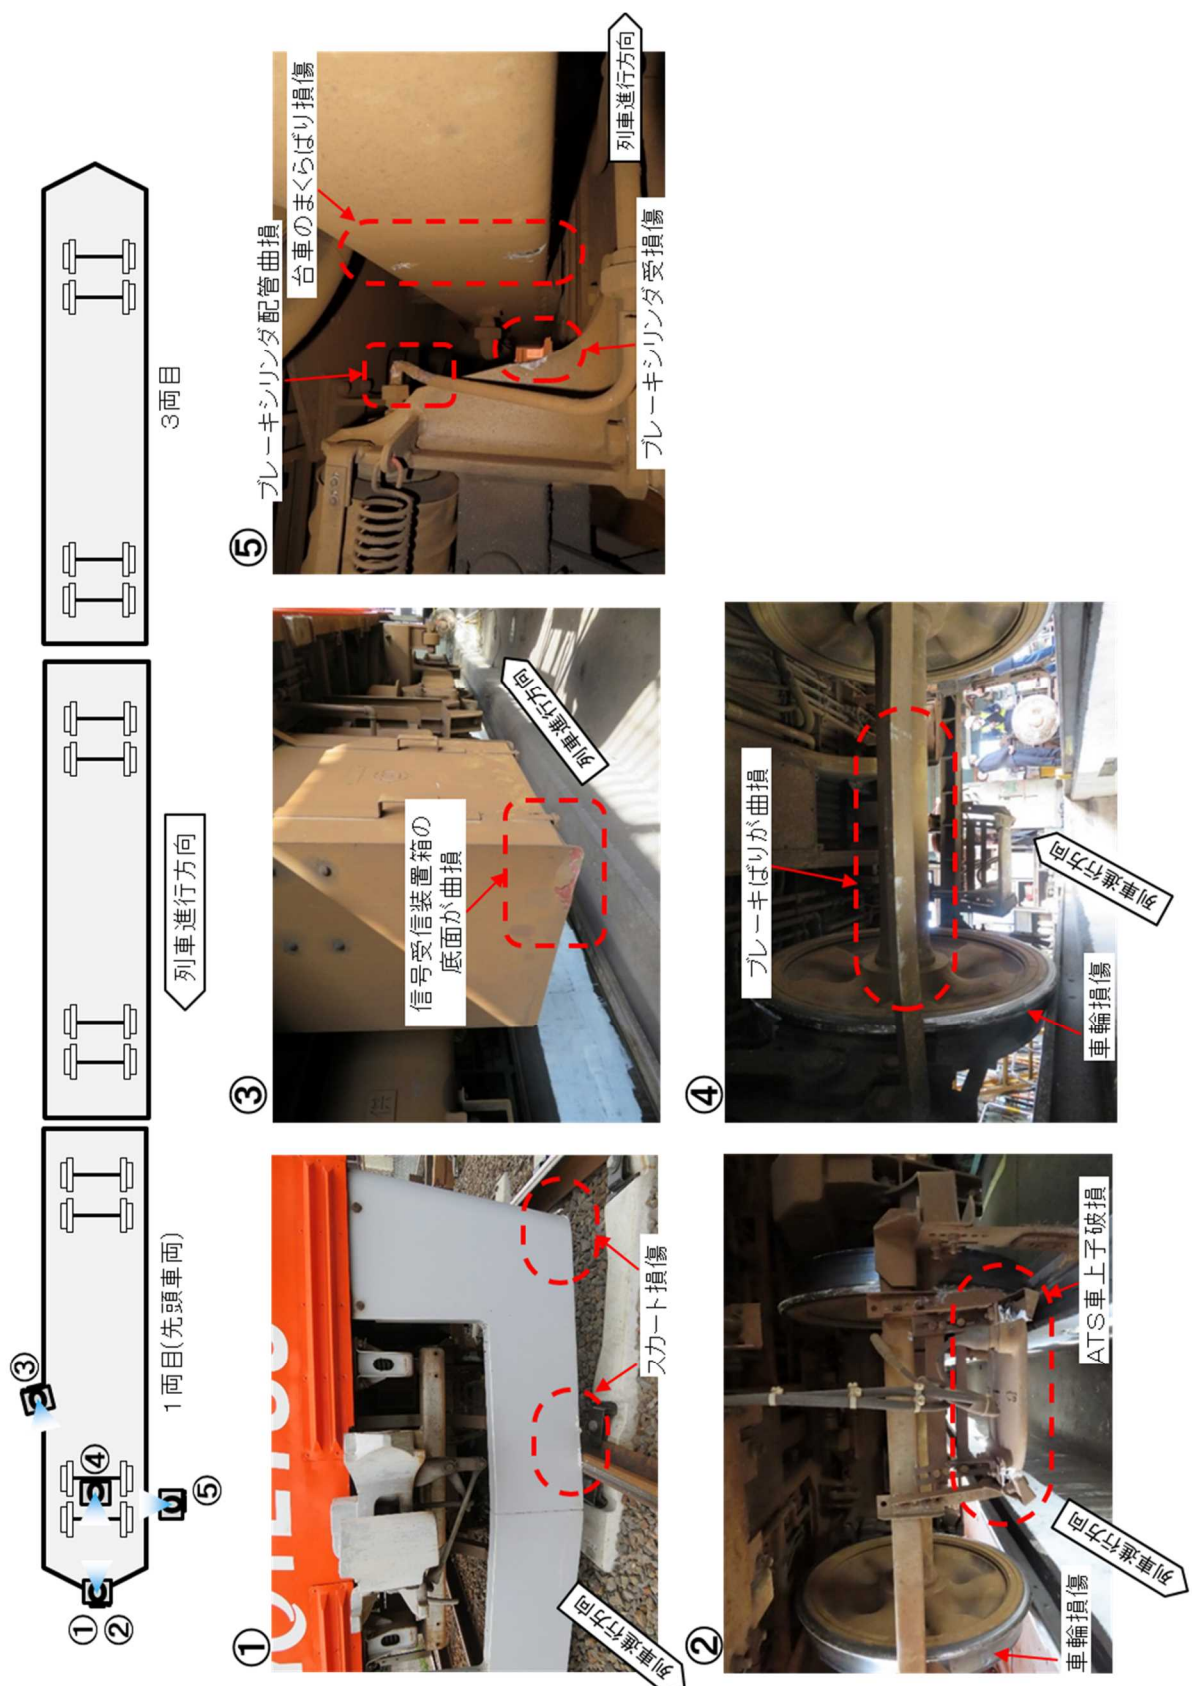 ①
②
③
④
⑤
1両目(先頭車両)
列車進行方向
3両目
①
スカート損傷
列車進行方向
③
信号受信装置箱の
底面が曲損
列車進行方向
⑤
ブレーキシリンダ配管曲損
台車のまくらばり損傷
ブレーキシリンダ受損傷
列車進行方向
②
車輪損傷
ATS車上子破損
列車進行方向
④
ブレーキばりが曲損
車輪損傷
列車進行方向